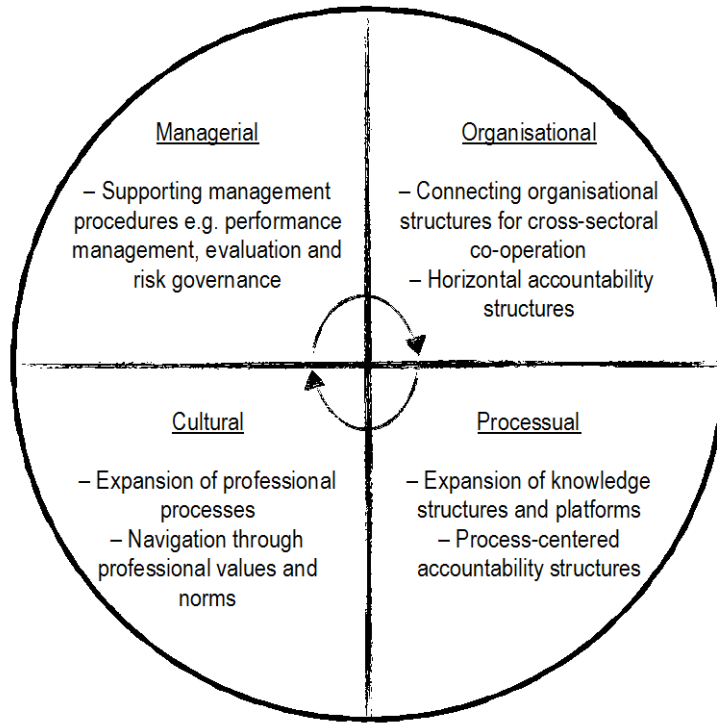 Managerial
– Supporting management
procedures e.g. performance
management, evaluation and
risk governance
Organisational
– Connecting organisational
structures for cross-sectoral
co-operation
– Horizontal accountability
structures
Cultural
– Expansion of professional
processes
– Navigation through
professional values and
norms
Processual
– Expansion of knowledge
structures and platforms
– Process-centered
accountability structures